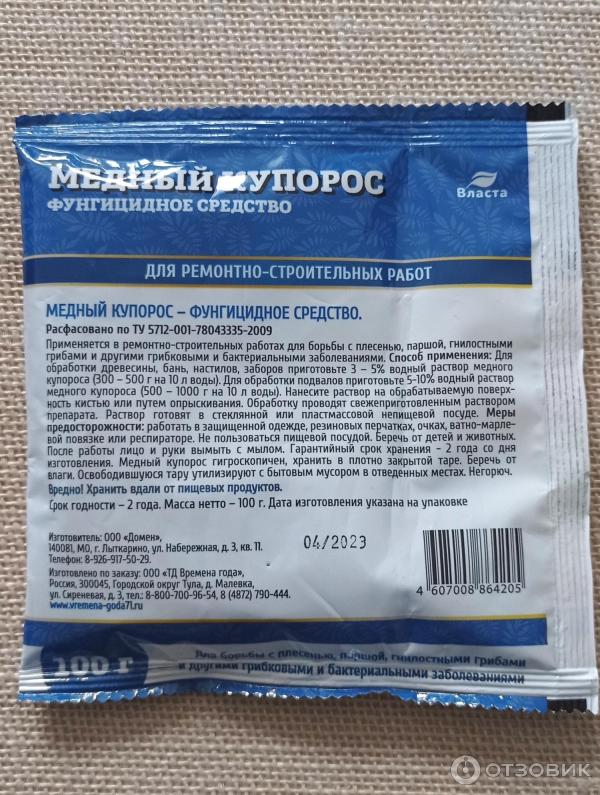 МЕДНЫЙ КУПОРОС
ФУНГИЦИДНОЕ СРЕДСТВО
Власта
ДЛЯ РЕМОНТНО-СТРОИТЕЛЬНЫХ РАБОТ
МЕДНЫЙ КУПОРОС – ФУНГИЦИДНОЕ СРЕДСТВО.
Расфасовано по ТУ 5712-001-78043335-2009
Применяется в ремонтно-строительных работах для борьбы с плесенью, паршой, гнилостными
грибами и другими грибковыми и бактериальными заболеваниями. Способ применения: Для
обработки древесины, бань, настилов, заборов приготовьте 3 – 5% водный раствор медного
купороса (300 – 500 г на 10 л воды). Для обработки подвалов приготовьте 5-10% водный раствор
медного купороса (500 – 1000 г на 10 л воды). Нанесите раствор на обрабатываемую поверх-
ность кистью или путем опрыскивания. Обработку проводят свежеприготовленным раствором
препарата. Раствор готовят в стеклянной или пластмассовой непищевой посуде. Меры
предосторожности: работать в защищенной одежде, резиновых перчатках, очках, ватно-марле-
вой повязке или респираторе. Не пользоваться пищевой посудой. Беречь от детей и животных.
После работы лицо и руки вымыть с мылом. Гарантийный срок хранения – 2 года со дня
изготовления. Медный купорос гигроскопичен, хранить в плотно закрытой таре. Беречь от
влаги. Освободившуюся тару утилизируют с бытовым мусором в отведенных местах. Негорюч.
Вредно! Хранить вдали от пищевых продуктов.
Срок годности – 2 года. Масса нетто – 100 г. Дата изготовления указана на упаковке
Изготовитель: ООО «Домен»,
140081, МО, г. Лыткарино, ул. Набережная, д. 3, кв. 11.
Телефон: 8-926-917-50-29.
04/2023
Изготовлено по заказу: ООО «ТД Времена года»,
Россия, 300045, Городской округ Тула, д. Малевка,
ул. Сиреневая, д. 3, тел.: 8-800-700-96-54, 8 (4872) 790-444.
www.vremena-goda71.ru
4 607008 864205
100 г
Для борьбы с плесенью, паршой, гнилостными грибами
и другими грибковыми и бактериальными заболеваниями
ОТЗОВИК